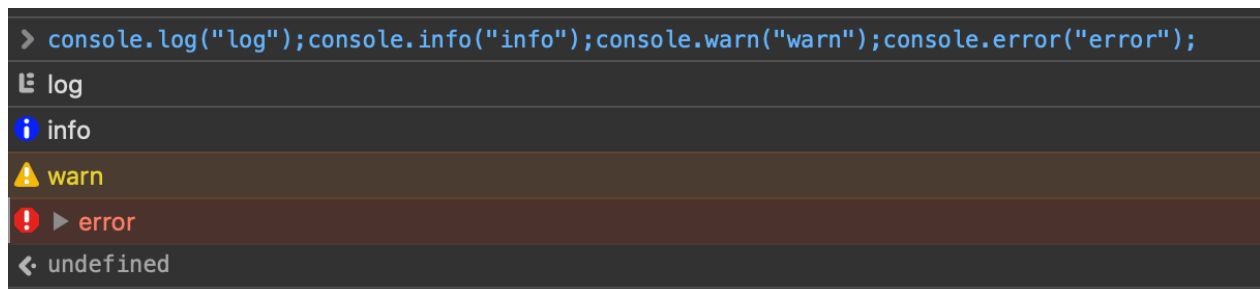 console.log("log");console.info("info");console.warn("warn");console.error("error");
log
info
warn
error
undefined